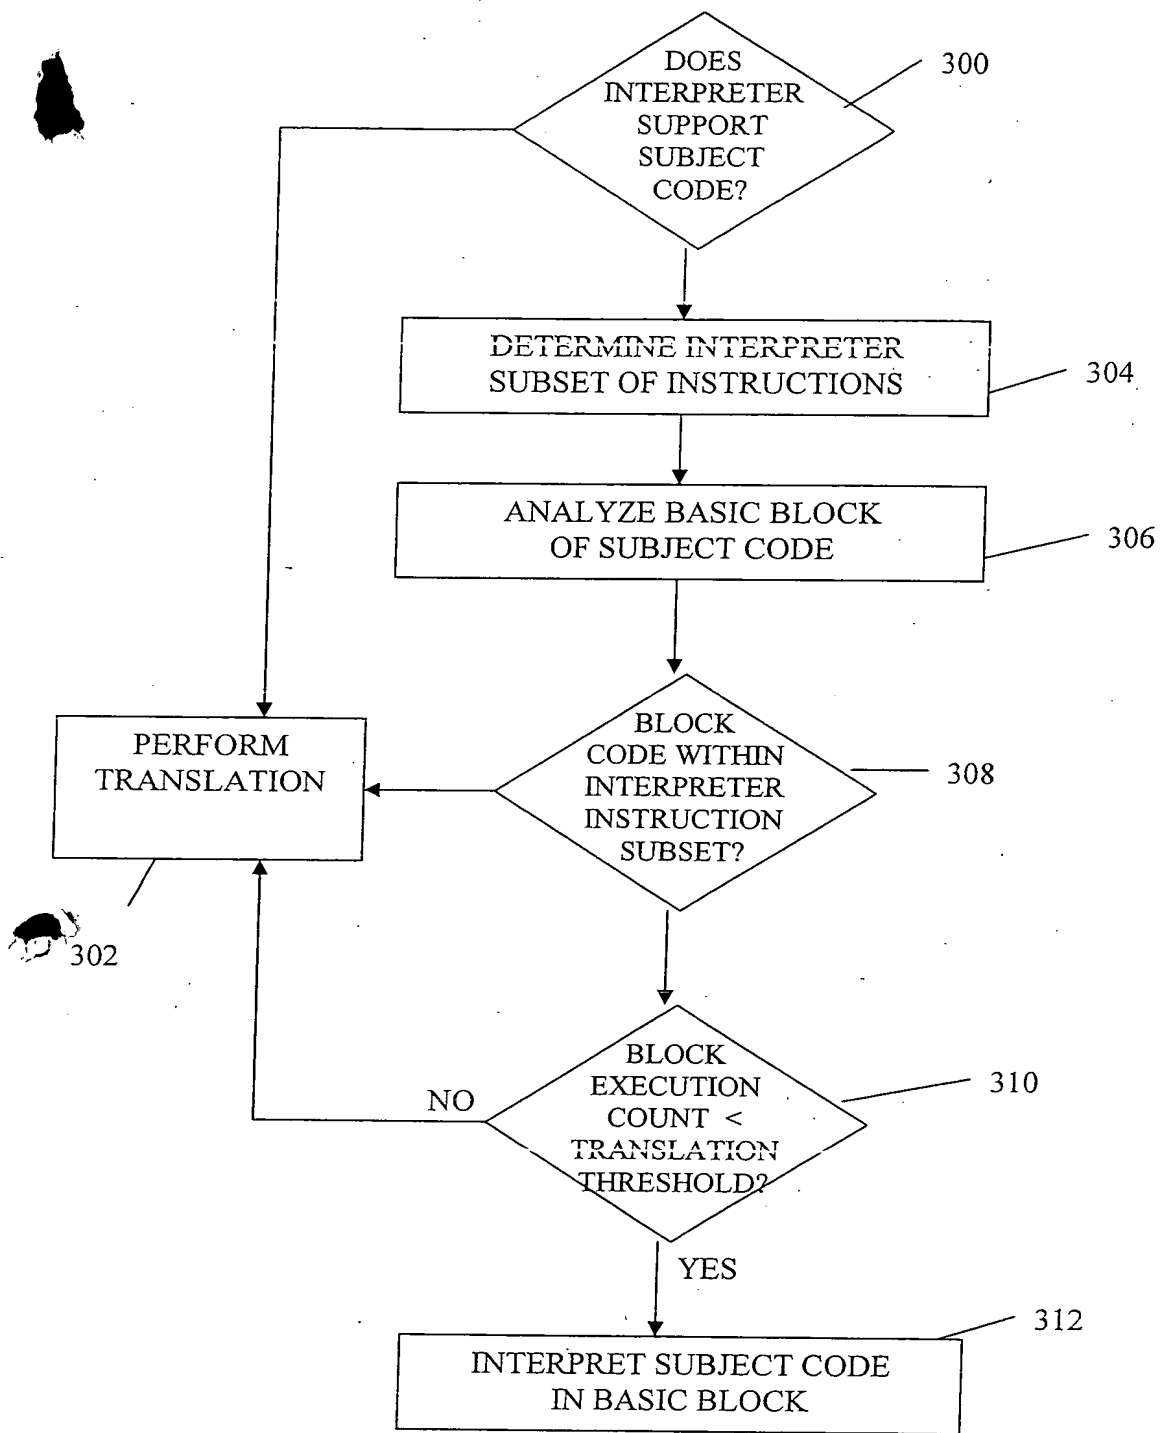 DOES
INTERPRETER
SUPPORT
SUBJECT
CODE?
300
DETERMINE INTERPRETER
SUBSET OF INSTRUCTIONS
304
ANALYZE BASIC BLOCK
OF SUBJECT CODE
306
PERFORM
TRANSLATION
302
BLOCK
CODE WITHIN
INTERPRETER
INSTRUCTION
SUBSET?
308
BLOCK
EXECUTION
COUNT <
TRANSLATION
THRESHOLD?
310
NO
YES
INTERPRET SUBJECT CODE
IN BASIC BLOCK
312